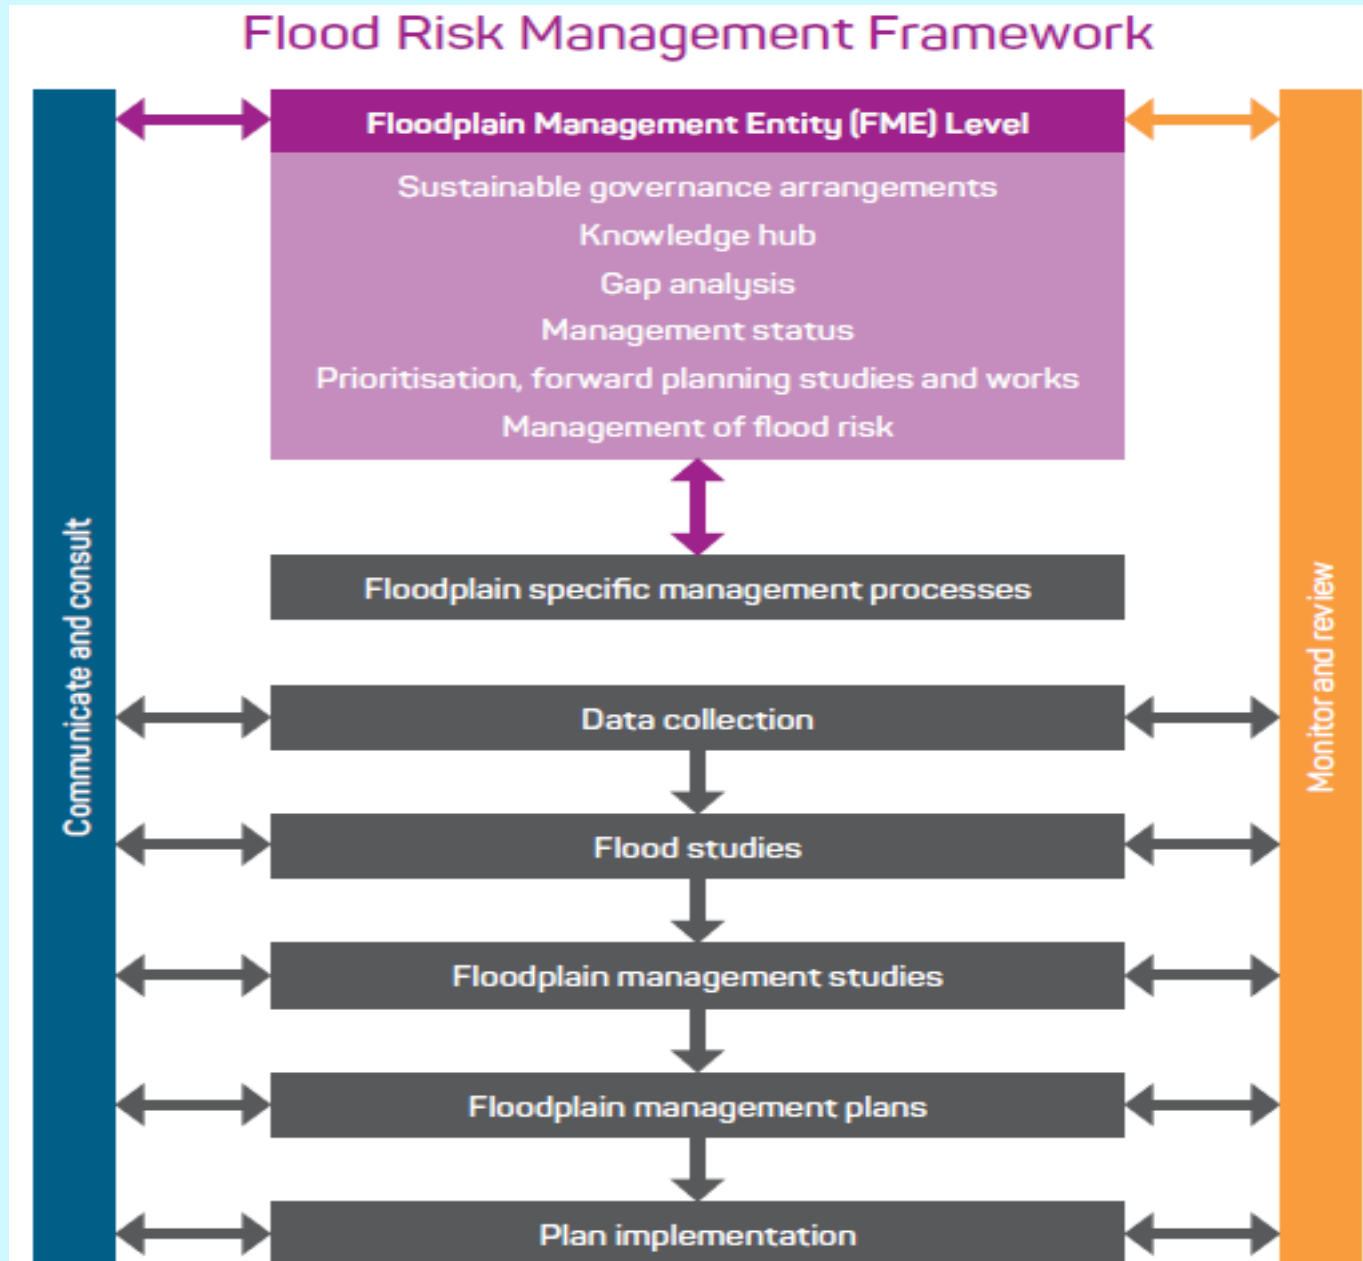 Flood Risk Management Framework
Floodplain Management Entity (FME) Level
Sustainable governance arrangements
Knowledge hub
Gap analysis
Management status
Prioritisation, forward planning studies and works
Management of flood risk
Communicate and consult
Floodplain specific management processes
Monitor and review
Data collection
Flood studies
Floodplain management studies
Floodplain management plans
Plan implementation